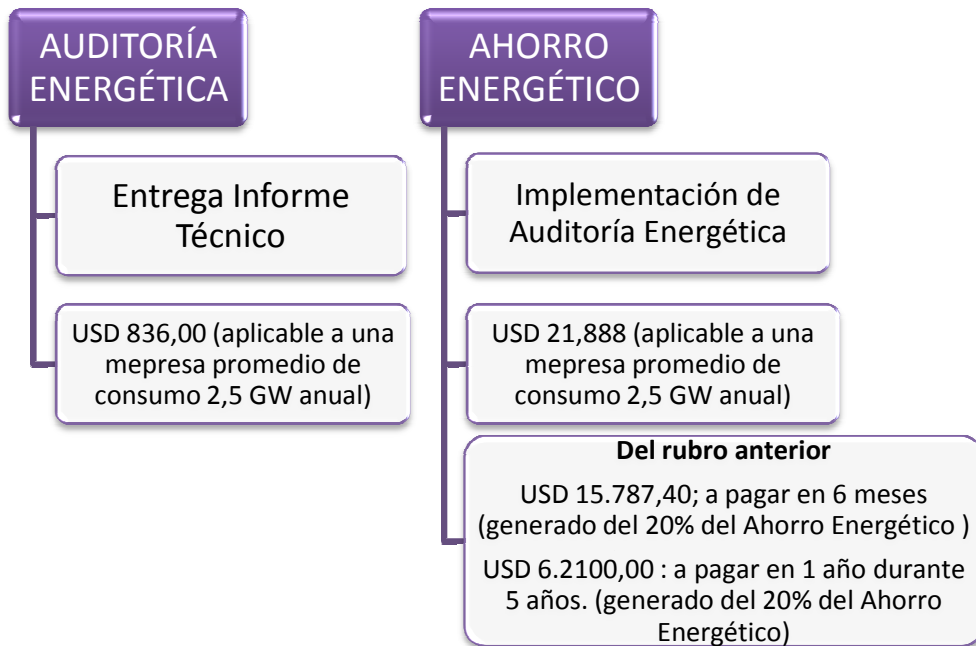 AUDITORÍA
ENERGÉTICA
Entrega Informe
Técnico
USD 836,00 (aplicable a una
mepresa promedio de
consumo 2,5 GW anual)
AHORRO
ENERGÉTICO
Implementación de
Auditoría Energética
USD 21,888 (aplicable a una
mepresa promedio de
consumo 2,5 GW anual)
Del rubro anterior
USD 15.787,40; a pagar en 6 meses
(generado del 20% del Ahorro Energético )
USD 6.2100,00 : a pagar en 1 año durante
5 años. (generado del 20% del Ahorro
Energético)